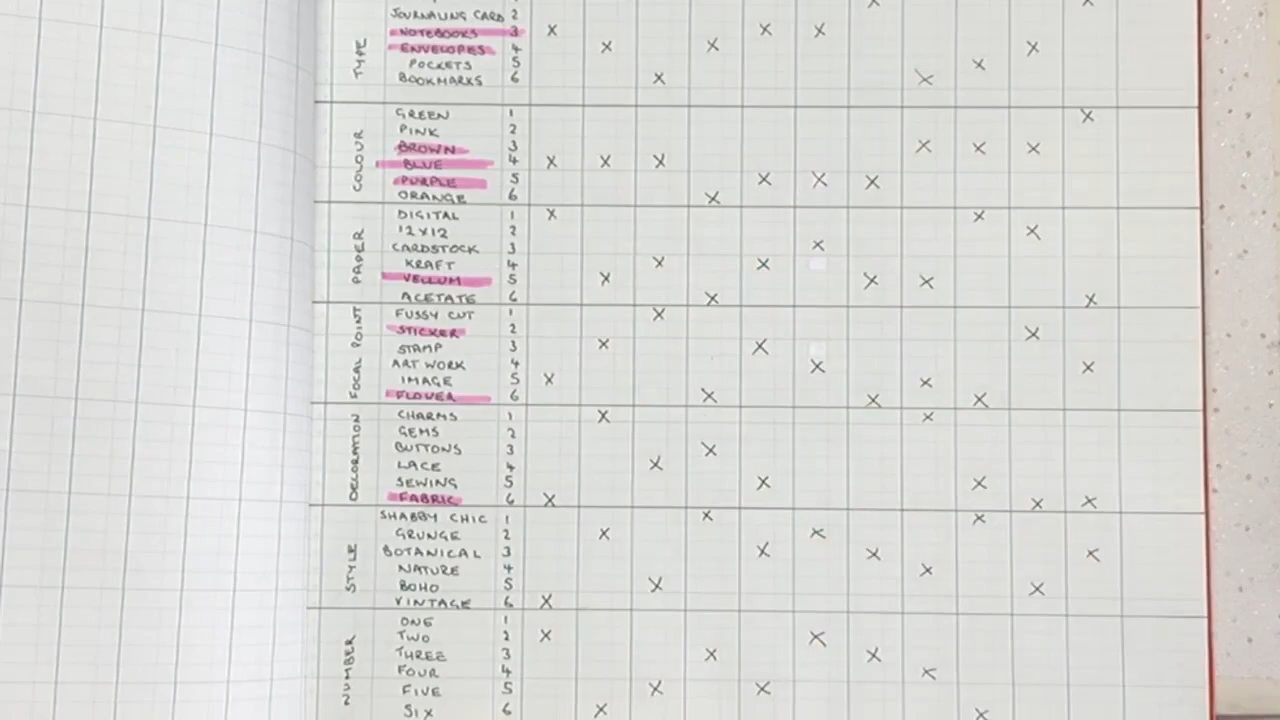 TYPE
JOURNALING CARD 2
NOTEBOOKS 3 X X X
ENVELOPES 4 X X X
POCKETS 5 X
BOOKMARKS 6 X X
COLOUR
GREEN 1 X
PINK 2
BROWN 3 X X X
BLUE 4 X X X
PURPLE 5 X X X
ORANGE 6 X
PAPER
DIGITAL 1 X X
12X12 2 X
CARDSTOCK 3 X
KRAFT 4 X X
VELLUM 5 X X X
ACETATE 6 X X
FOCAL POINT
FUSSY CUT 1 X
STICKER 2 X
STAMP 3 X X
ART WORK 4 X X
IMAGE 5 X X
FLOWER 6 X X X
DECORATION
CHARMS 1 X X
GEMS 2
BUTTONS 3 X
LACE 4 X
SEWING 5 X X
FABRIC 6 X X X
STYLE
SHABBY CHIC 1 X X
GRUNGE 2 X X
BOTANICAL 3 X X X
NATURE 4 X
BOHO 5 X X
VINTAGE 6 X
NUMBER
ONE 1
TWO 2 X X
THREE 3 X X
FOUR 4 X
FIVE 5 X X
SIX 6 X X